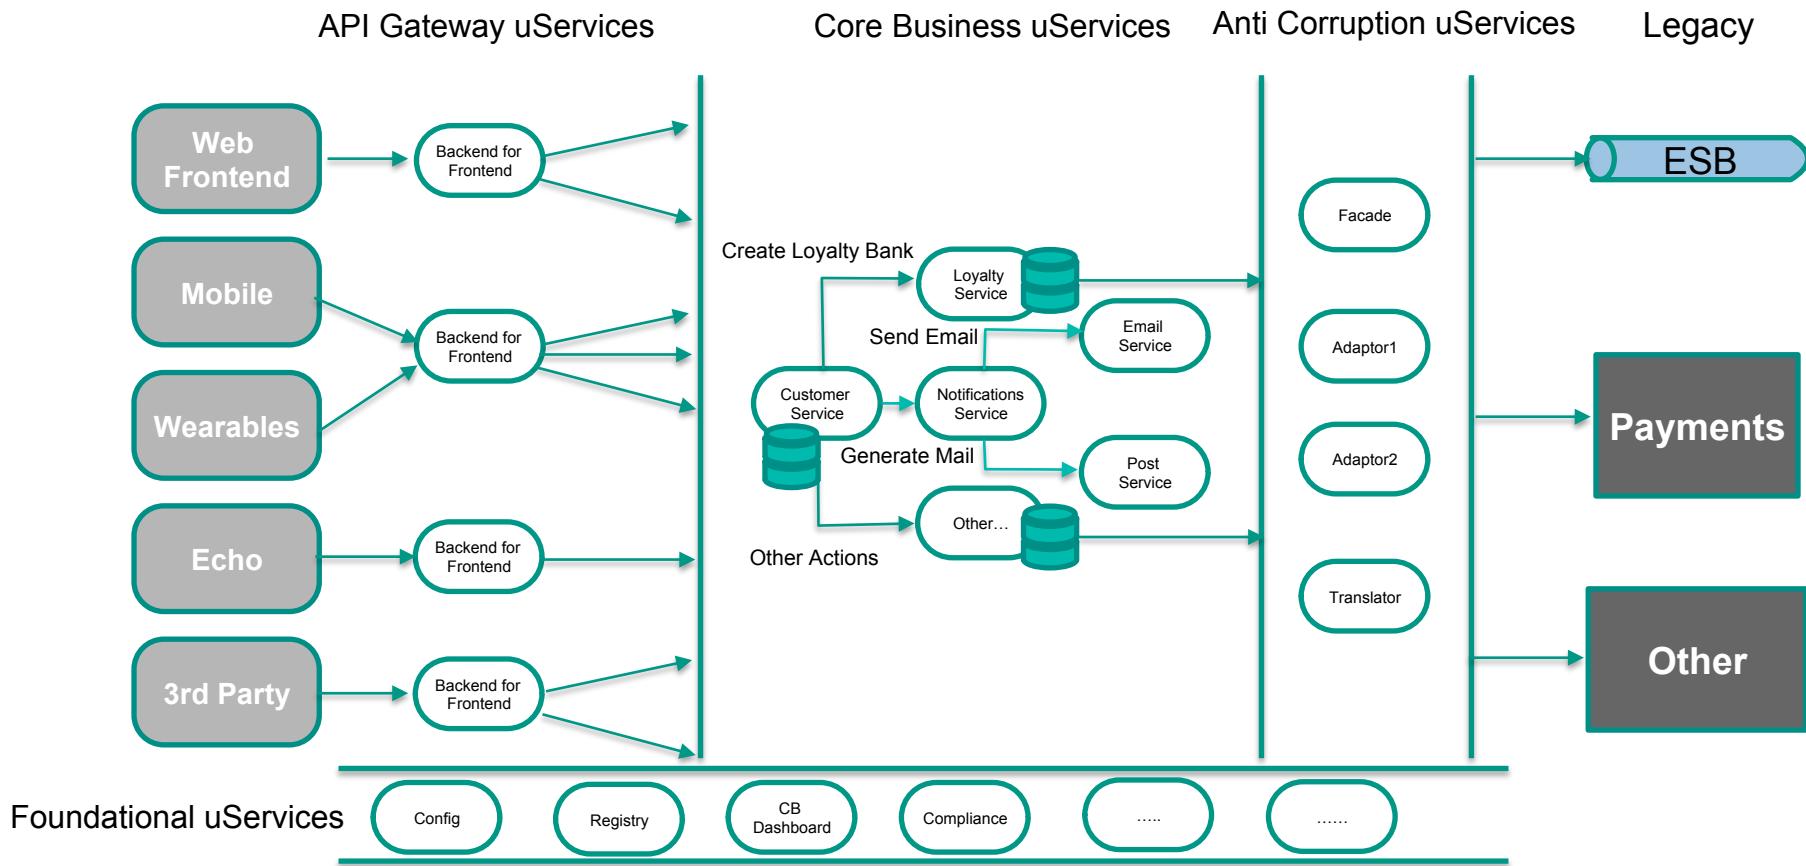 API Gateway uServices
Core Business uServices
Anti Corruption uServices
Legacy
Web
Frontend
Backend for
Frontend
ESB
Facade
Create Loyalty Bank
Loyalty
Service
Mobile
Backend for
Frontend
Send Email
Email
Service
Adaptor1
Wearables
Customer
Service
Notifications
Service
Payments
Generate Mail
Post
Service
Adaptor2
Other…
Echo
Backend for
Frontend
Other Actions
Translator
3rd Party
Backend for
Frontend
Other
Foundational uServices
Config
Registry
CB
Dashboard
Compliance
…..
……